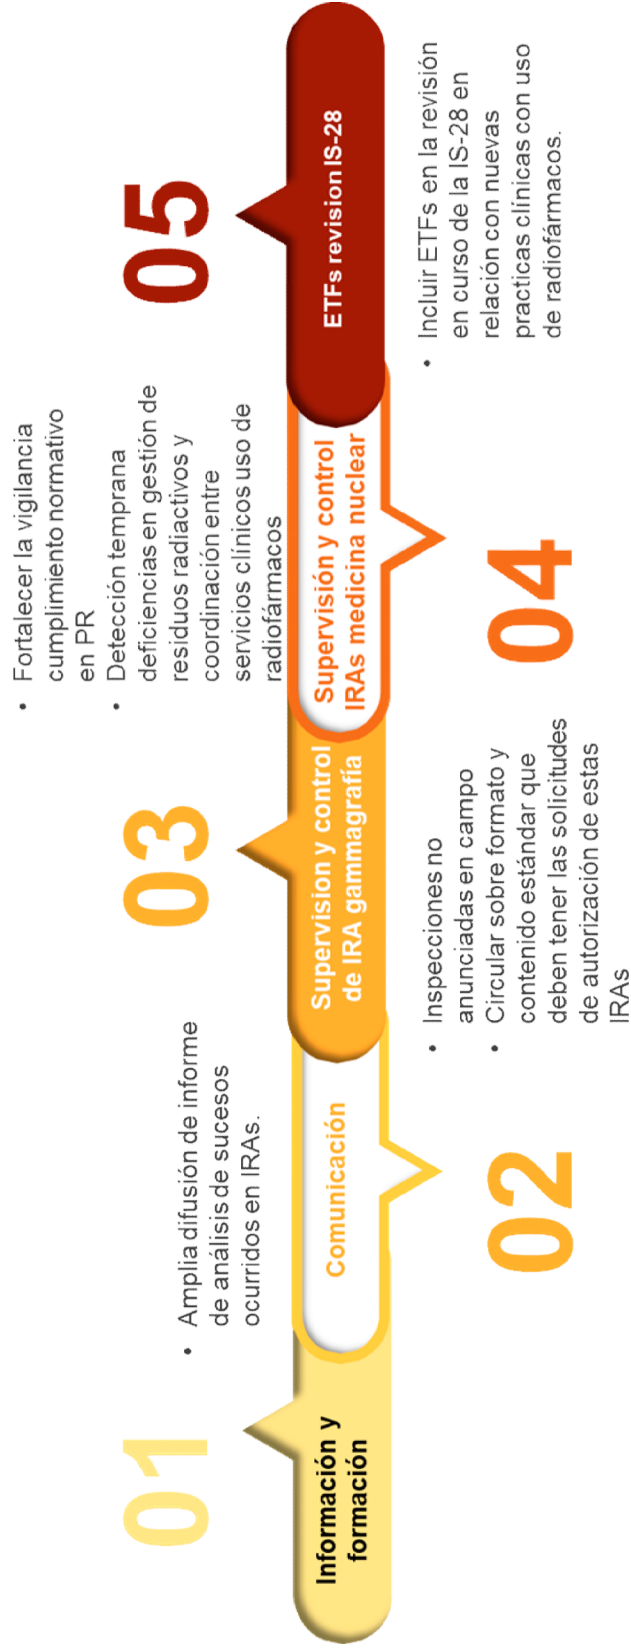 01
Información y
formación
• Amplia difusión de informe
de análisis de sucesos
ocurridos en IRAs.
Comunicación
02
03
Supervision y control
de IRA gammagrafía
• Inspecciones no
anunciadas en campo
• Circular sobre formato y
contenido estándar que
deben tener las solicitudes
de autorización de estas
IRAs
• Fortalecer la vigilancia
cumplimiento normativo
en PR
• Detección temprana
deficiencias en gestión de
residuos radiactivos y
coordinación entre
servicios clínicos uso de
radiofármacos
Supervisión y control
IRAs medicina nuclear
04
05
ETFs revision IS-28
• Incluir ETFs en la revisión
en curso de la IS-28 en
relación con nuevas
practicas clínicas con uso
de radiofármacos.